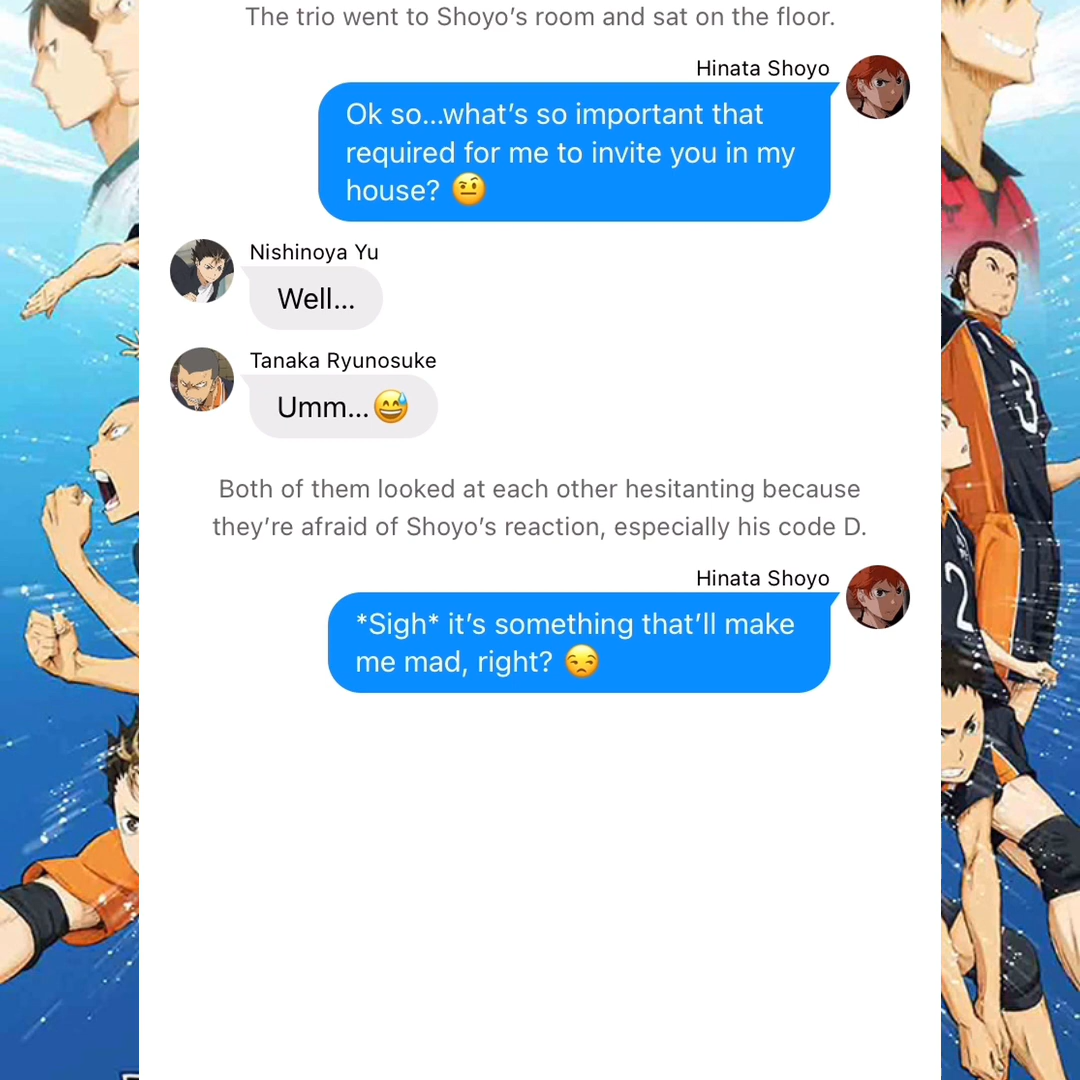 The trio went to Shoyo’s room and sat on the floor.
Hinata Shoyo
Ok so...what’s so important that
required for me to invite you in my
house? 🤨
Nishinoya Yu
Well...
Tanaka Ryunosuke
Umm...😅
Both of them looked at each other hesitanting because
they’re afraid of Shoyo’s reaction, especially his code D.
Hinata Shoyo
*Sigh* it’s something that’ll make
me mad, right? 😒
3
2